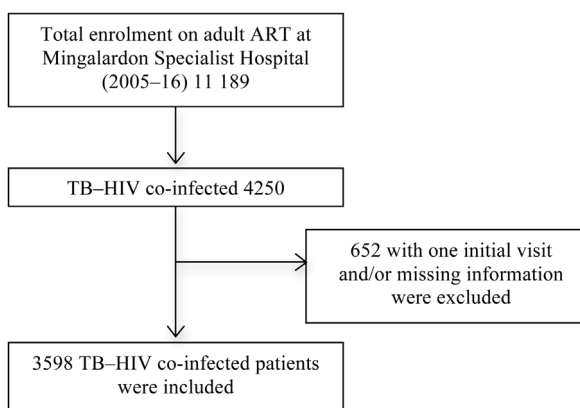 Total enrolment on adult ART at
Mingalardon Specialist Hospital
(2005–16) 11 189
TB–HIV co-infected 4250
652 with one initial visit
and/or missing information
were excluded
3598 TB–HIV co-infected patients
were included